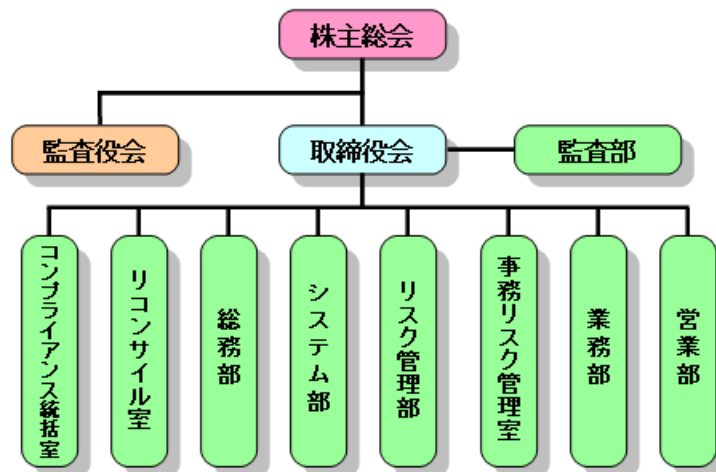 株主総会
監査役会
取締役会
監査部
コンプライアンス統括室
リコンサイル室
総務部
システム部
リスク管理部
事務リスク管理室
業務部
営業部